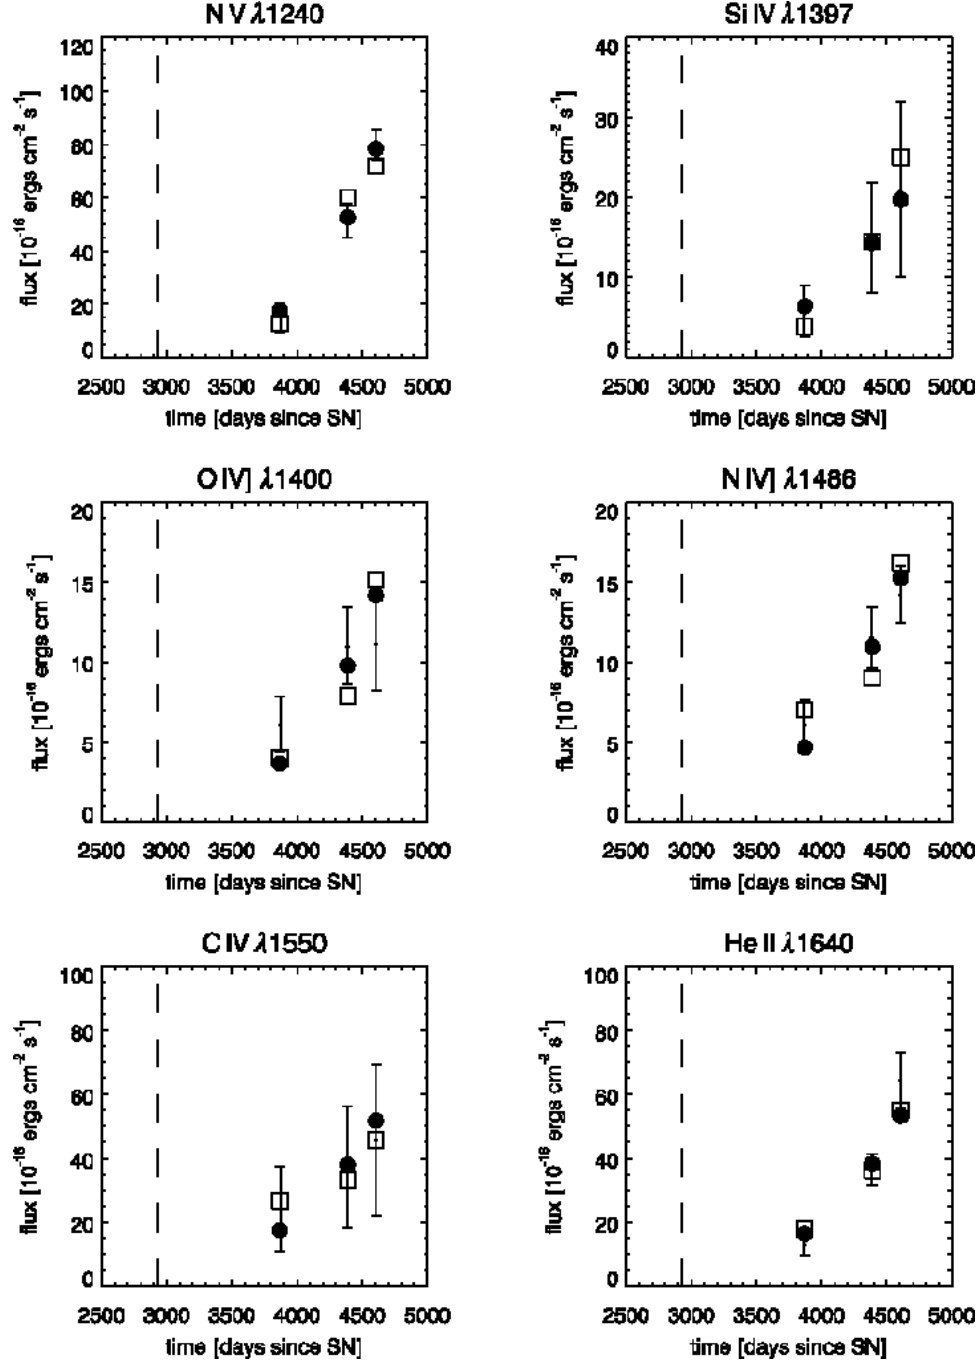 N V λ1240
Si IV λ1397
120
100
80
60
40
20
0
flux [10⁻¹⁶ ergs cm⁻² s⁻¹]
2500 3000 3500 4000 4500 5000
time [days since SN]
40
30
20
10
0
flux [10⁻¹⁶ ergs cm⁻² s⁻¹]
2500 3000 3500 4000 4500 5000
time [days since SN]
O IV] λ1400
N IV] λ1486
20
15
10
5
0
flux [10⁻¹⁶ ergs cm⁻² s⁻¹]
2500 3000 3500 4000 4500 5000
time [days since SN]
20
15
10
5
0
flux [10⁻¹⁶ ergs cm⁻² s⁻¹]
2500 3000 3500 4000 4500 5000
time [days since SN]
C IV λ1550
He II λ1640
100
80
60
40
20
0
flux [10⁻¹⁶ ergs cm⁻² s⁻¹]
2500 3000 3500 4000 4500 5000
time [days since SN]
100
80
60
40
20
0
flux [10⁻¹⁶ ergs cm⁻² s⁻¹]
2500 3000 3500 4000 4500 5000
time [days since SN]